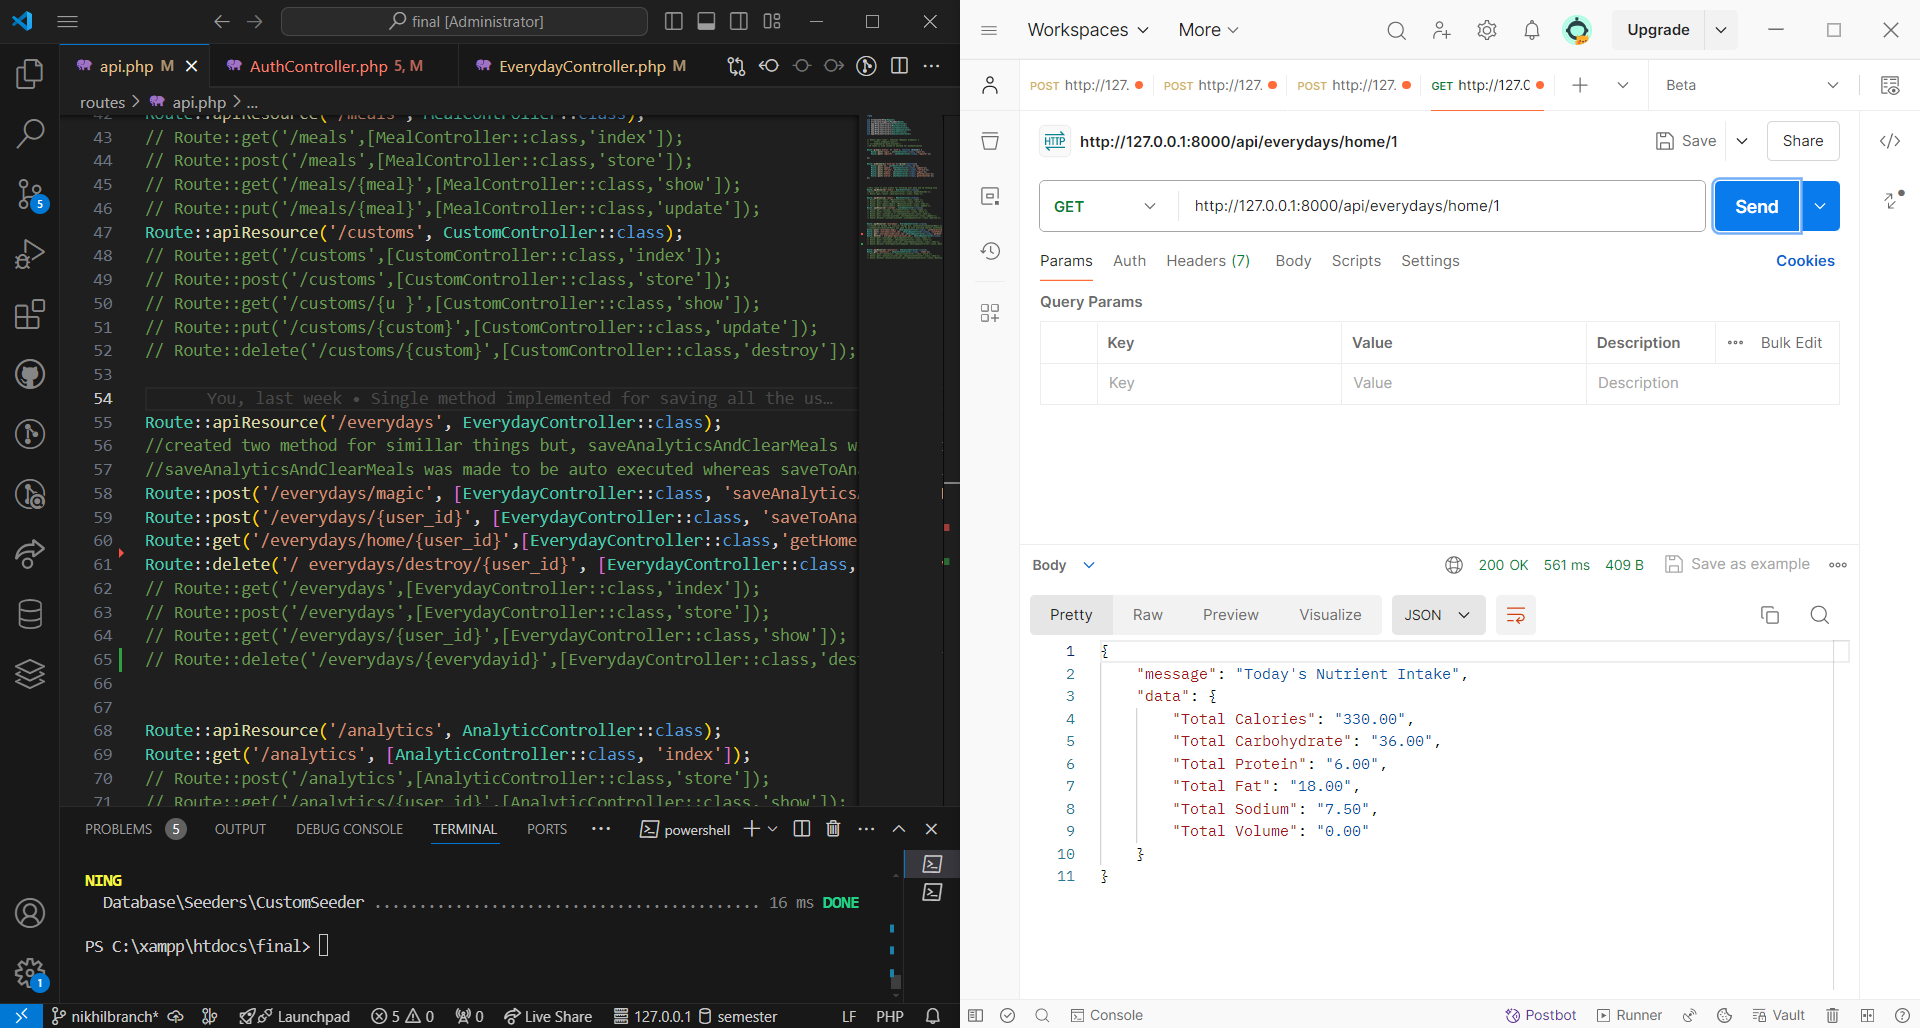 final [Administrator]
api.php M
AuthController.php 5, M
EverydayController.php M
routes > api.php > ...
42 Route::apiResource('/meals', MealController::class);
43 // Route::get('/meals',[MealController::class,'index']);
44 // Route::post('/meals',[MealController::class,'store']);
45 // Route::get('/meals/{meal}',[MealController::class,'show']);
46 // Route::put('/meals/{meal}',[MealController::class,'update']);
47 Route::apiResource('/customs', CustomController::class);
48 // Route::get('/customs',[CustomController::class,'index']);
49 // Route::post('/customs',[CustomController::class,'store']);
50 // Route::get('/customs/{u }',[CustomController::class,'show']);
51 // Route::put('/customs/{custom}',[CustomController::class,'update']);
52 // Route::delete('/customs/{custom}',[CustomController::class,'destroy']);
53
54 You, last week • Single method implemented for saving all the us…
55 Route::apiResource('/everydays', EverydayController::class);
56 //created two method for simillar things but, saveAnalyticsAndClearMeals w
57 //saveAnalyticsAndClearMeals was made to be auto executed whereas saveToAna
58 Route::post('/everydays/magic', [EverydayController::class, 'saveAnalytics
59 Route::post('/everydays/{user_id}', [EverydayController::class, 'saveToAna
60 Route::get('/everydays/home/{user_id}',[EverydayController::class,'getHome
61 Route::delete('/ everydays/destroy/{user_id}', [EverydayController::class,
62 // Route::get('/everydays',[EverydayController::class,'index']);
63 // Route::post('/everydays',[EverydayController::class,'store']);
64 // Route::get('/everydays/{user_id}',[EverydayController::class,'show']);
65 // Route::delete('/everydays/{everydayid}',[EverydayController::class,'des
66
67
68 Route::apiResource('/analytics', AnalyticController::class);
69 Route::get('/analytics', [AnalyticController::class, 'index']);
70 // Route::post('/analytics',[AnalyticController::class,'store']);
71 // Route::get('/analytics/{user_id}',[AnalyticController::class,'show']);
PROBLEMS 5 OUTPUT DEBUG CONSOLE TERMINAL PORTS ... powershell
NING
Database\Seeders\CustomSeeder ........................................... 16 ms DONE
PS C:\xampp\htdocs\final>
5
1
nikhilbranch* Launchpad 5 0 0 Live Share 127.0.0.1 semester LF PHP
Workspaces More Upgrade
POST http://127. POST http://127. POST http://127. GET http://127.0 Beta
HTTP http://127.0.0.1:8000/api/everydays/home/1 Save Share
GET http://127.0.0.1:8000/api/everydays/home/1 Send
Params Auth Headers (7) Body Scripts Settings Cookies
Query Params
Key Value Description Bulk Edit
Key Value Description
Body 200 OK 561 ms 409 B Save as example
Pretty Raw Preview Visualize JSON
1 {
2 "message": "Today's Nutrient Intake",
3 "data": {
4 "Total Calories": "330.00",
5 "Total Carbohydrate": "36.00",
6 "Total Protein": "6.00",
7 "Total Fat": "18.00",
8 "Total Sodium": "7.50",
9 "Total Volume": "0.00"
10 }
11 }
Console Postbot Runner Vault